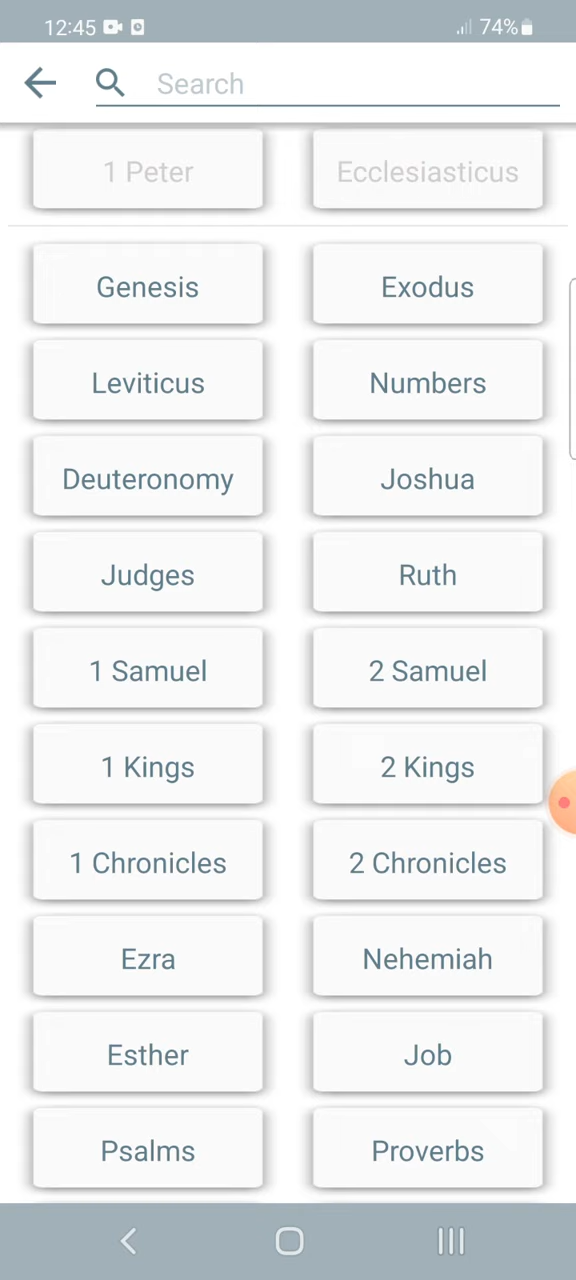 12:45 74%
Search
1 Peter Ecclesiasticus
Genesis Exodus
Leviticus Numbers
Deuteronomy Joshua
Judges Ruth
1 Samuel 2 Samuel
1 Kings 2 Kings
1 Chronicles 2 Chronicles
Ezra Nehemiah
Esther Job
Psalms Proverbs